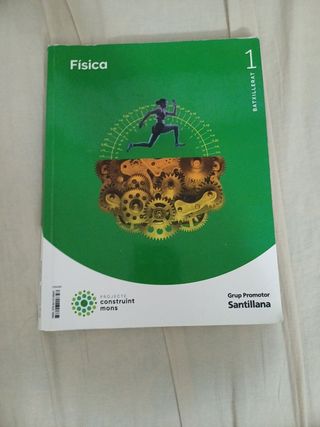 Física
1
BATXILLERAT
PROJECTE
construint
mons
Grup Promotor
Santillana